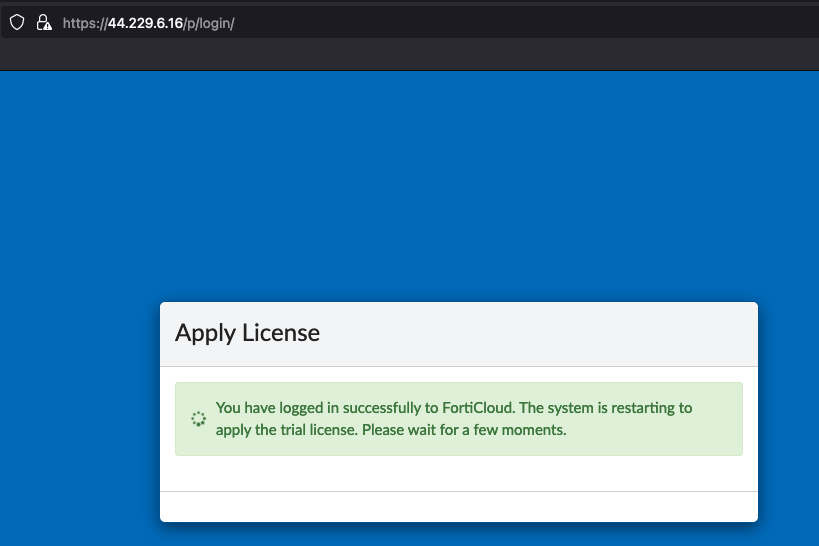 https://44.229.6.16/p/login/
Apply License
You have logged in successfully to FortiCloud. The system is restarting to
apply the trial license. Please wait for a few moments.